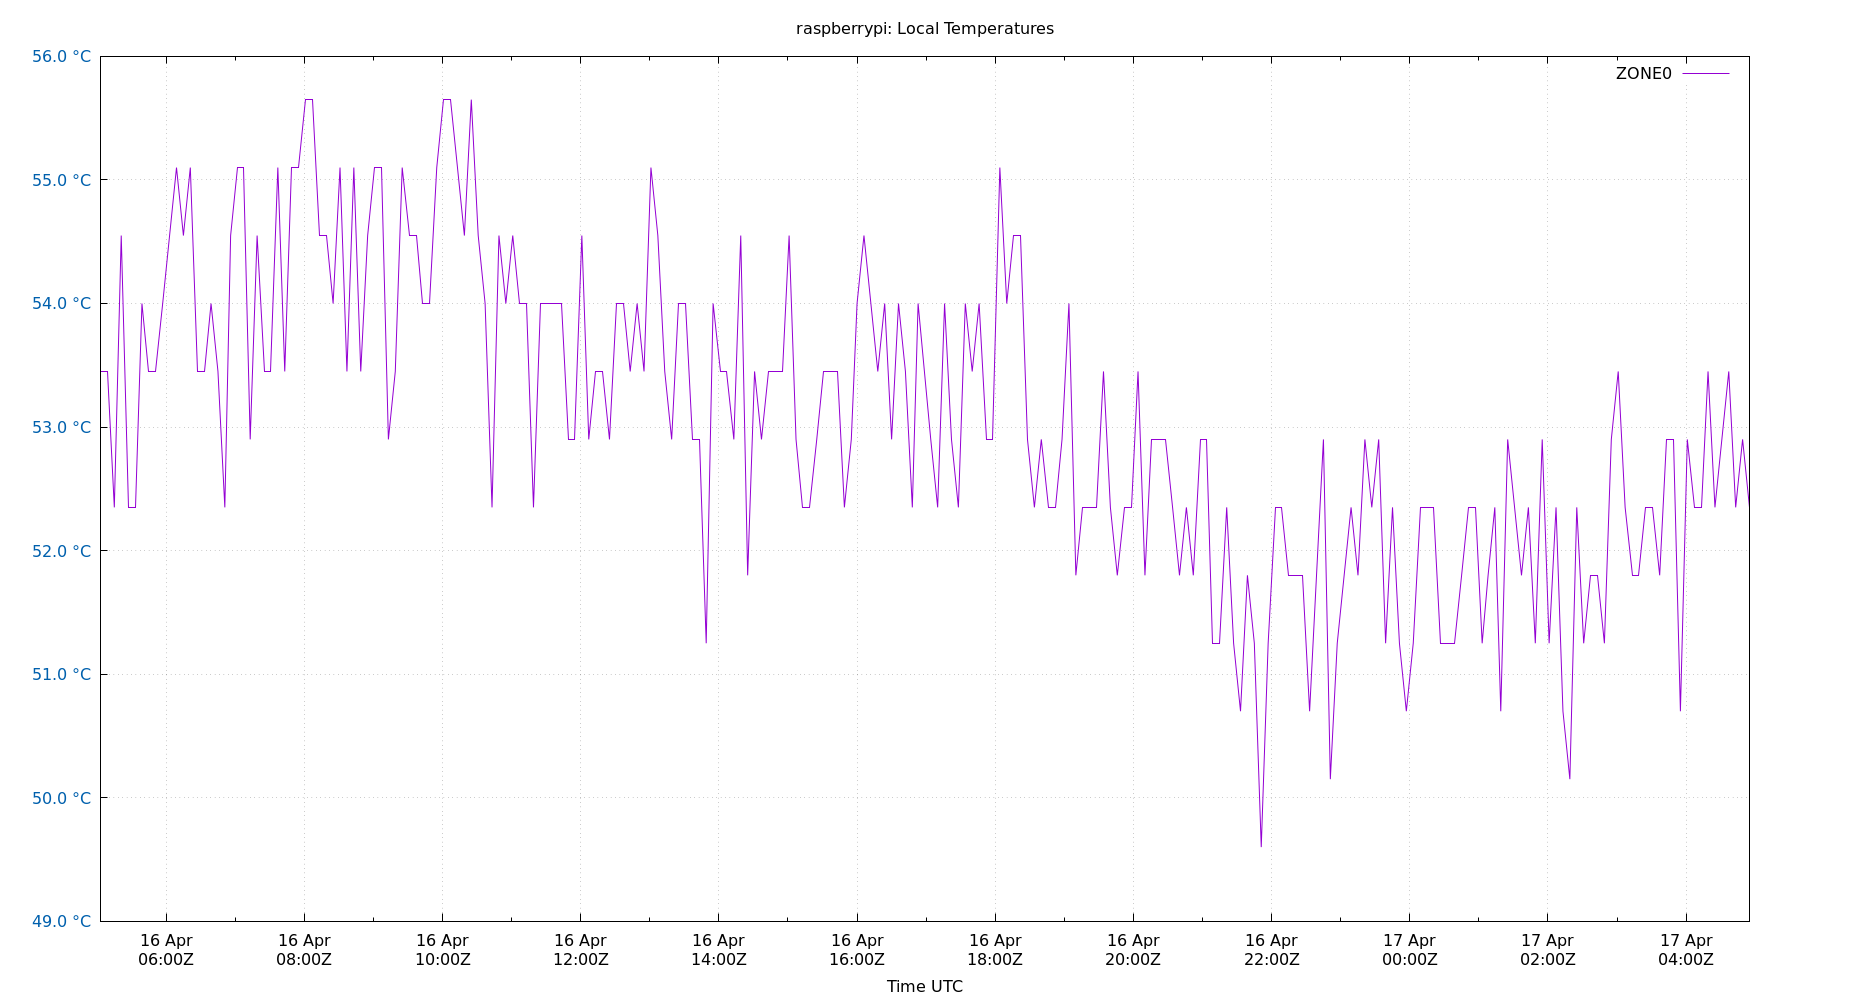 raspberrypi: Local Temperatures
ZONE0
56.0 °C
55.0 °C
54.0 °C
53.0 °C
52.0 °C
51.0 °C
50.0 °C
49.0 °C
16 Apr 16 Apr 16 Apr 16 Apr 16 Apr 16 Apr 16 Apr 16 Apr 16 Apr 17 Apr 17 Apr 17 Apr
06:00Z 08:00Z 10:00Z 12:00Z 14:00Z 16:00Z 18:00Z 20:00Z 22:00Z 00:00Z 02:00Z 04:00Z
Time UTC